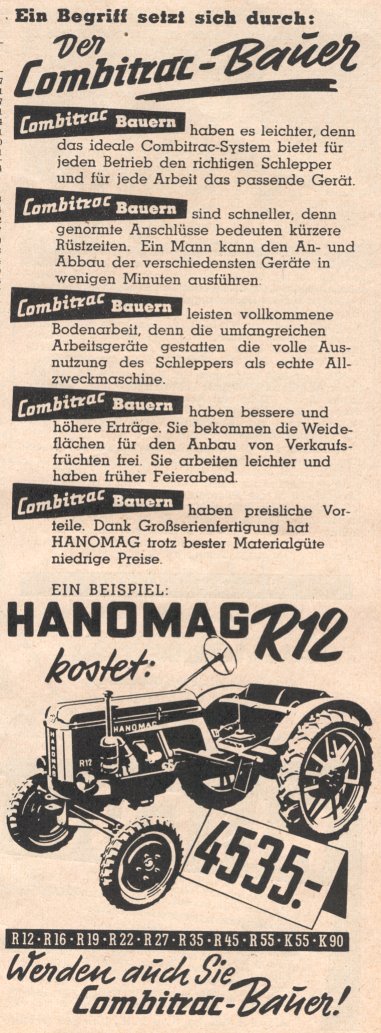 Ein Begriff setzt sich durch:
Der
Combitrac-Bauer
Combitrac Bauern haben es leichter, denn
das ideale Combitrac-System bietet für
jeden Betrieb den richtigen Schlepper
und für jede Arbeit das passende Gerät.
Combitrac Bauern sind schneller, denn
genormte Anschlüsse bedeuten kürzere
Rüstzeiten. Ein Mann kann den An- und
Abbau der verschiedensten Geräte in
wenigen Minuten ausführen.
Combitrac Bauern leisten vollkommene
Bodenarbeit, denn die umfangreichen
Arbeitsgeräte gestatten die volle Aus-
nutzung des Schleppers als echte All-
zweckmaschine.
Combitrac Bauern haben bessere und
höhere Erträge. Sie bekommen die Weide-
flächen für den Anbau von Verkaufs-
früchten frei. Sie arbeiten leichter und
haben früher Feierabend.
Combitrac Bauern haben preisliche Vor-
teile. Dank Großserienfertigung hat
HANOMAG trotz bester Materialgüte
niedrige Preise.
EIN BEISPIEL:
HANOMAG R12
kostet:
HANOMAG
HANOMAG
R12
4535.-
R12 · R16 · R19 · R22 · R27 · R35 · R45 · R55 · K55 · K90
Werden auch Sie
Combitrac-Bauer!